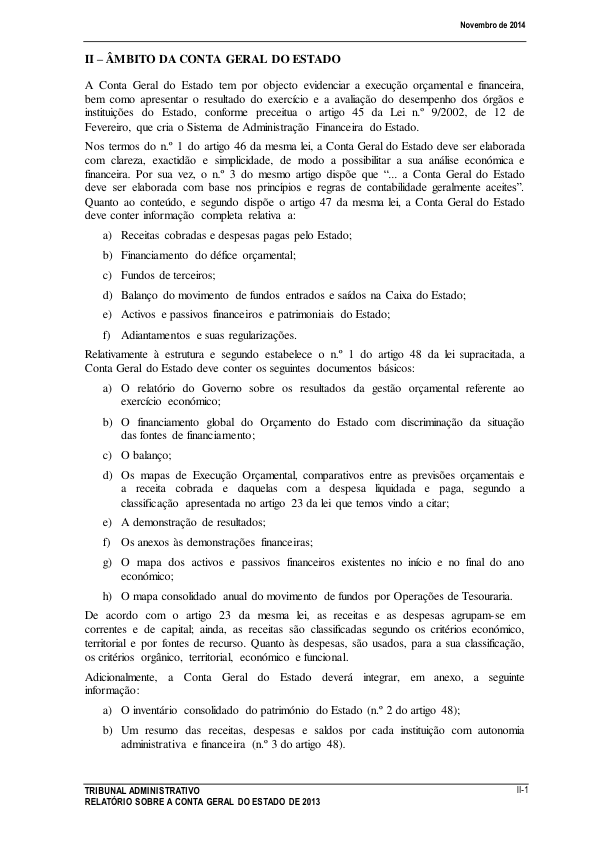 Novembro de 2014
II – ÂMBITO DA CONTA GERAL DO ESTADO
A Conta Geral do Estado tem por objecto evidenciar a execução orçamental e financeira,
bem como apresentar o resultado do exercício e a avaliação do desempenho dos órgãos e
instituições do Estado, conforme preceitua o artigo 45 da Lei n.º 9/2002, de 12 de
Fevereiro, que cria o Sistema de Administração Financeira do Estado.
Nos termos do n.º 1 do artigo 46 da mesma lei, a Conta Geral do Estado deve ser elaborada
com clareza, exactidão e simplicidade, de modo a possibilitar a sua análise económica e
financeira. Por sua vez, o n.º 3 do mesmo artigo dispõe que “... a Conta Geral do Estado
deve ser elaborada com base nos princípios e regras de contabilidade geralmente aceites”.
Quanto ao conteúdo, e segundo dispõe o artigo 47 da mesma lei, a Conta Geral do Estado
deve conter informação completa relativa a:
a) Receitas cobradas e despesas pagas pelo Estado;
b) Financiamento do défice orçamental;
c) Fundos de terceiros;
d) Balanço do movimento de fundos entrados e saídos na Caixa do Estado;
e) Activos e passivos financeiros e patrimoniais do Estado;
f) Adiantamentos e suas regularizações.
Relativamente à estrutura e segundo estabelece o n.º 1 do artigo 48 da lei supracitada, a
Conta Geral do Estado deve conter os seguintes documentos básicos:
a) O relatório do Governo sobre os resultados da gestão orçamental referente ao
exercício económico;
b) O financiamento global do Orçamento do Estado com discriminação da situação
das fontes de financiamento;
c) O balanço;
d) Os mapas de Execução Orçamental, comparativos entre as previsões orçamentais e
a receita cobrada e daquelas com a despesa liquidada e paga, segundo a
classificação apresentada no artigo 23 da lei que temos vindo a citar;
e) A demonstração de resultados;
f) Os anexos às demonstrações financeiras;
g) O mapa dos activos e passivos financeiros existentes no início e no final do ano
económico;
h) O mapa consolidado anual do movimento de fundos por Operações de Tesouraria.
De acordo com o artigo 23 da mesma lei, as receitas e as despesas agrupam-se em
correntes e de capital; ainda, as receitas são classificadas segundo os critérios económico,
territorial e por fontes de recurso. Quanto às despesas, são usados, para a sua classificação,
os critérios orgânico, territorial, económico e funcional.
Adicionalmente, a Conta Geral do Estado deverá integrar, em anexo, a seguinte
informação:
a) O inventário consolidado do património do Estado (n.º 2 do artigo 48);
b) Um resumo das receitas, despesas e saldos por cada instituição com autonomia
administrativa e financeira (n.º 3 do artigo 48).
TRIBUNAL ADMINISTRATIVO
II-1
RELATÓRIO SOBRE A CONTA GERAL DO ESTADO DE 2013